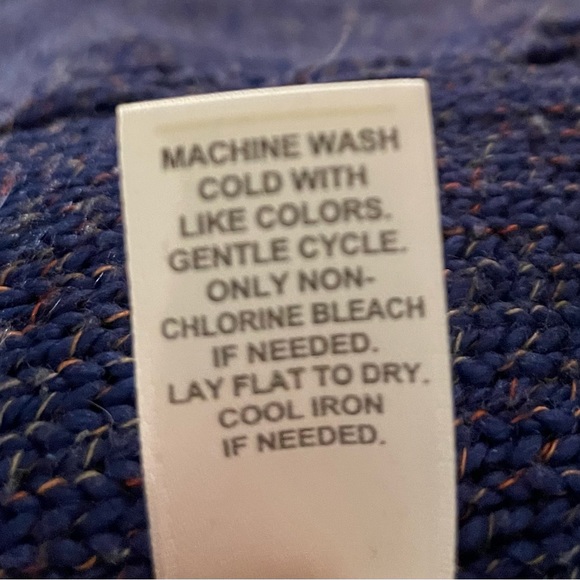 MACHINE WASH
COLD WITH
LIKE COLORS.
GENTLE CYCLE.
ONLY NON-
CHLORINE BLEACH
IF NEEDED.
LAY FLAT TO DRY.
COOL IRON
IF NEEDED.